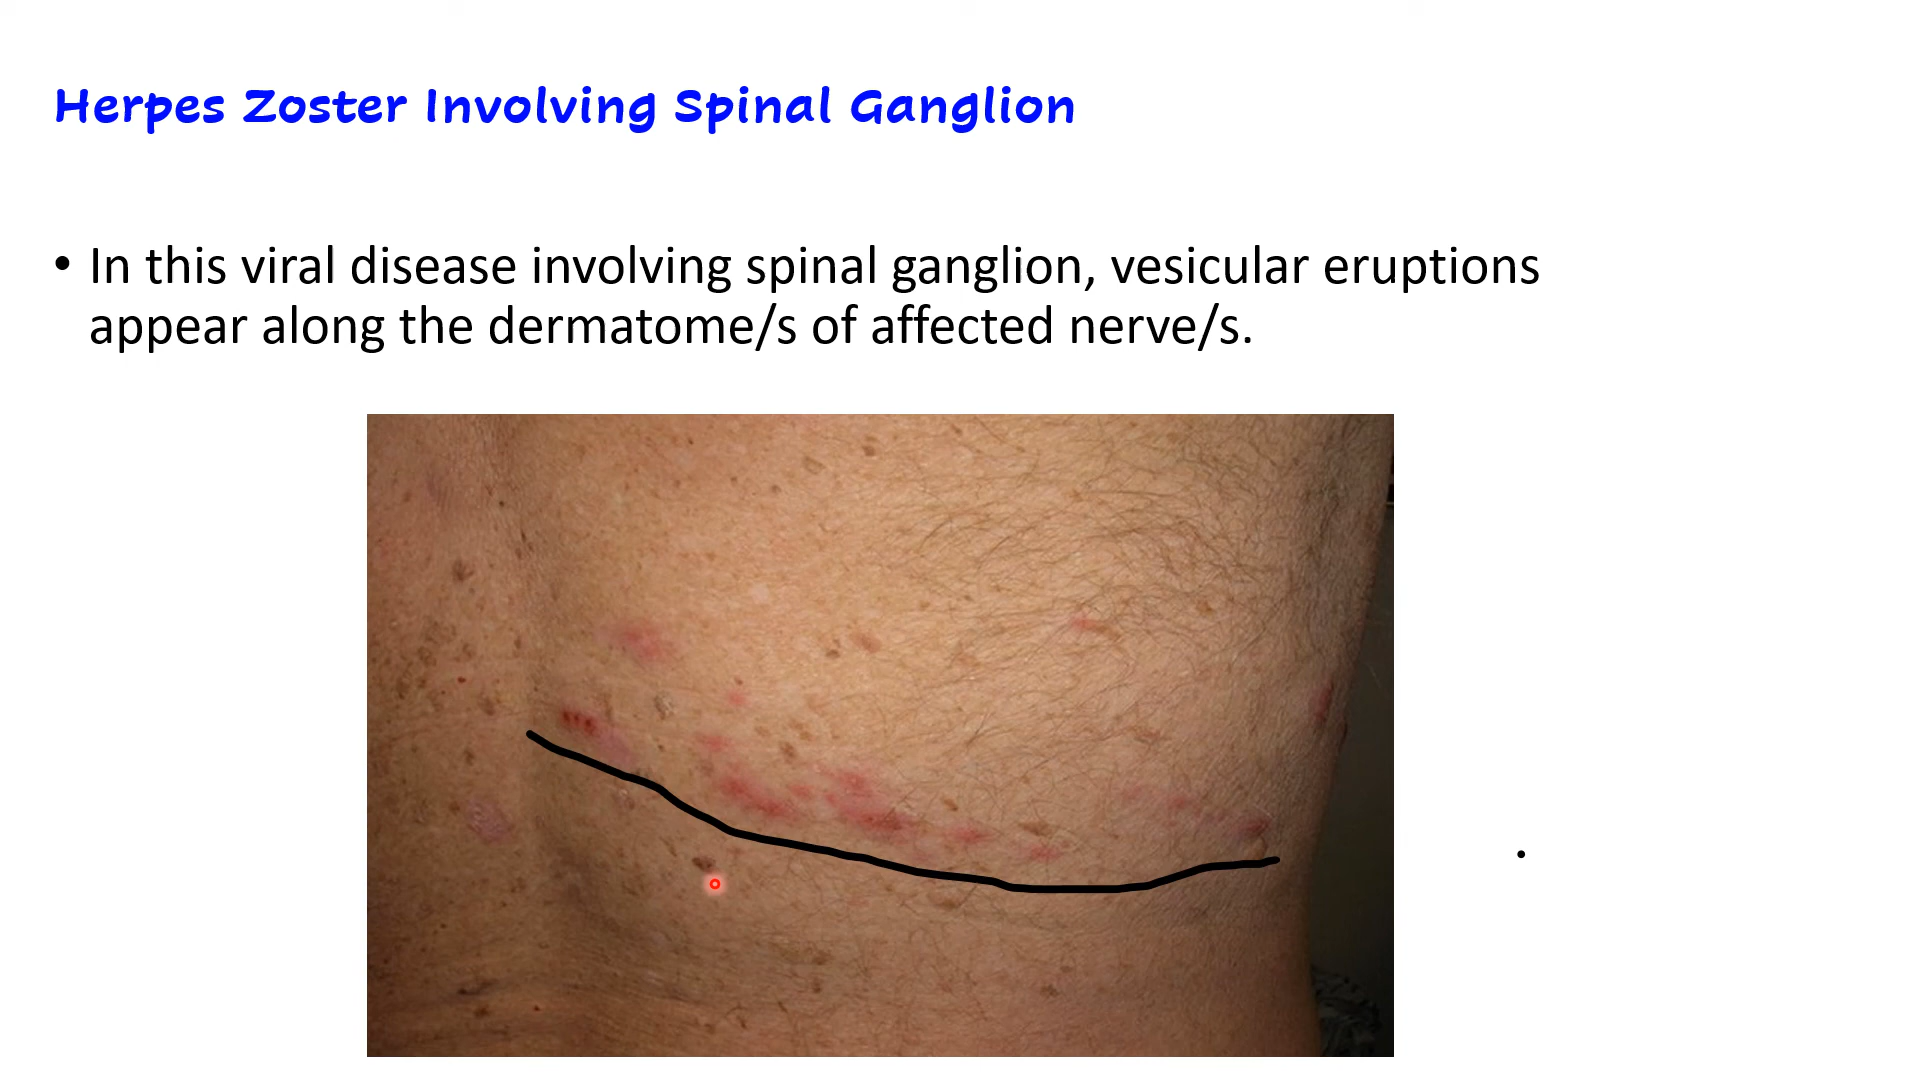 Herpes Zoster Involving Spinal Ganglion
• In this viral disease involving spinal ganglion, vesicular eruptions
appear along the dermatome/s of affected nerve/s.